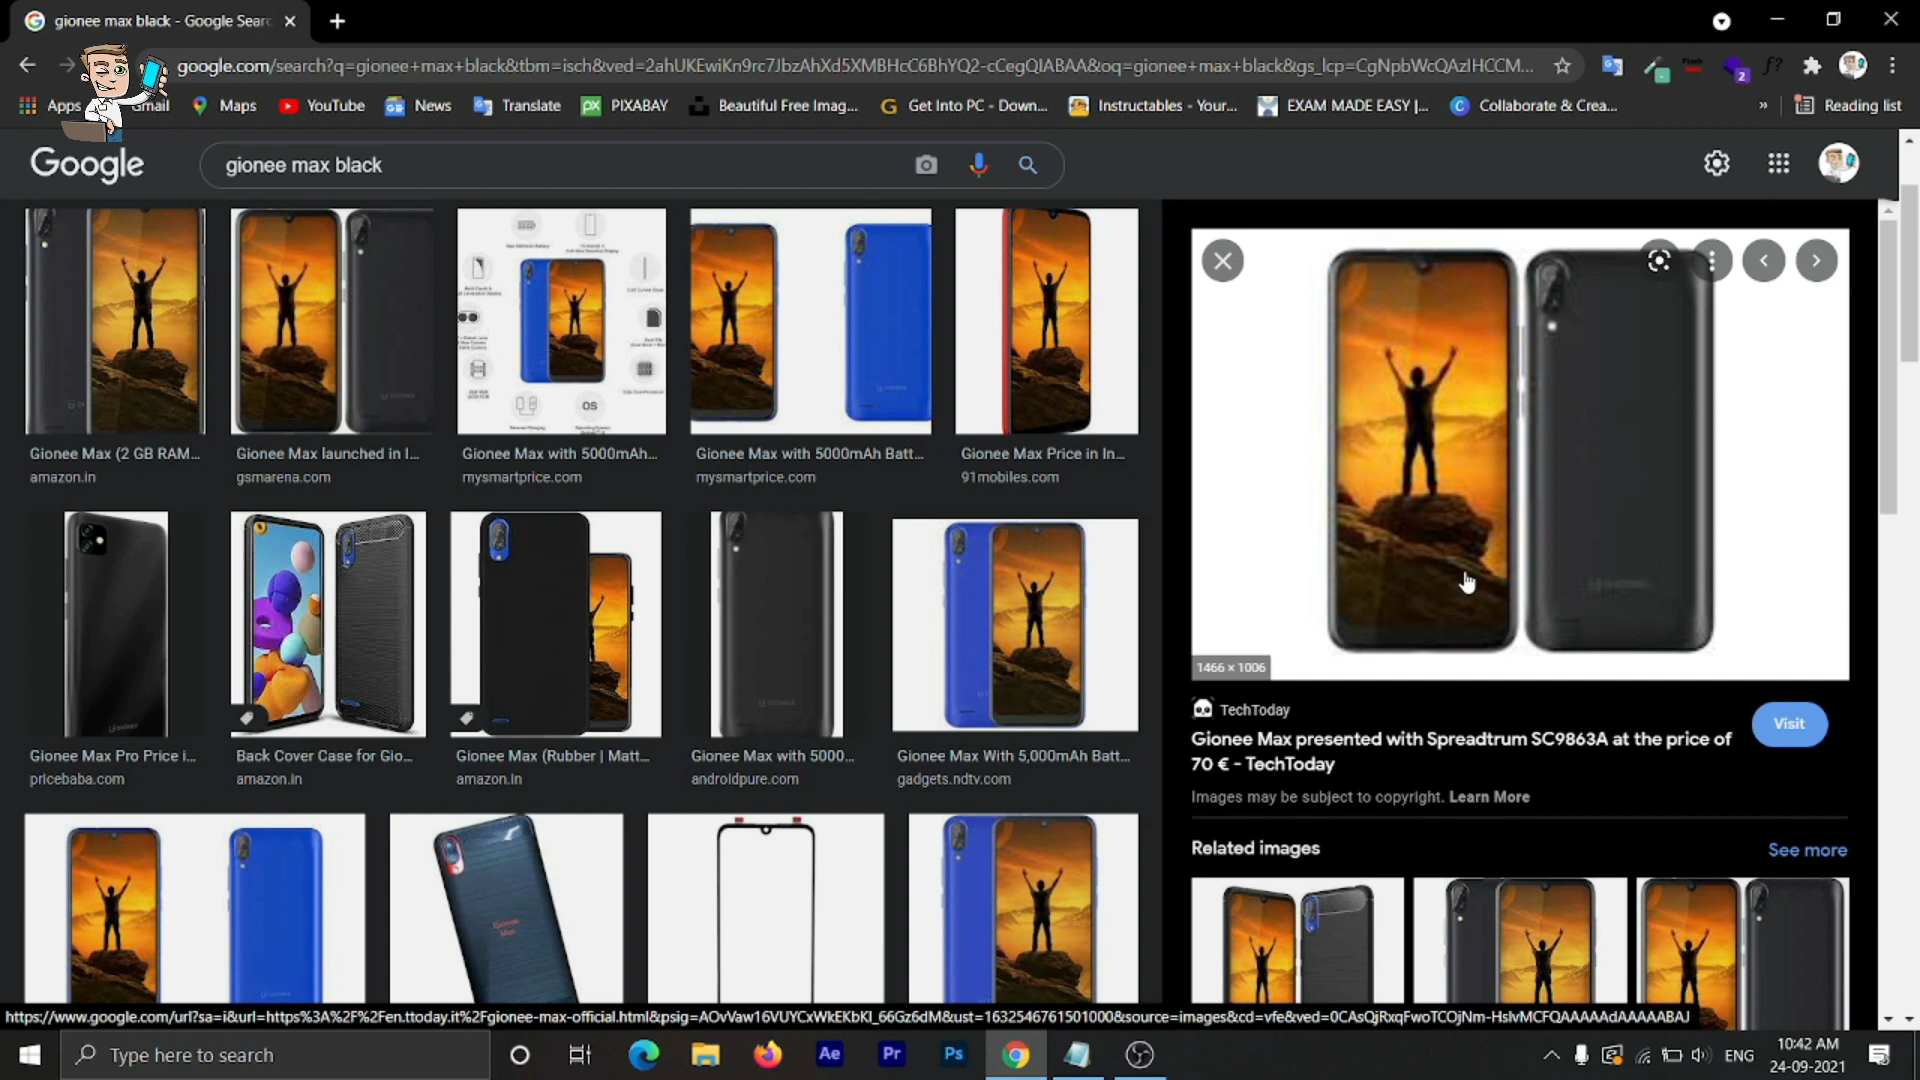 gionee max black - Google Sear
google.com/search?q=gionee+max+black&tbm=isch&ved=2ahUKEwiKn9rc7JbzAhXd5XMBHcC6BhYQ2-cCegQIABAA&oq=gionee+max+black&gs_lcp=CgNpbWcQAzIHCCM...
Apps Gmail Maps YouTube News Translate PIXABAY Beautiful Free Imag... Get Into PC - Down... Instructables - Your... EXAM MADE EASY |... Collaborate & Crea... » Reading list
Google
gionee max black
Gionee Max (2 GB RAM...
amazon.in
Gionee Max launched in I...
gsmarena.com
Gionee Max with 5000mAh...
mysmartprice.com
Gionee Max with 5000mAh Batt...
mysmartprice.com
Gionee Max Price in In...
91mobiles.com
OS
Gionee Max Pro Price i...
pricebaba.com
Back Cover Case for Gio...
amazon.in
Gionee Max (Rubber | Matt...
amazon.in
Gionee Max with 5000...
androidpure.com
Gionee Max With 5,000mAh Batt...
gadgets.ndtv.com
Gionee
Max
1466 × 1006
TechToday
Gionee Max presented with Spreadtrum SC9863A at the price of
70 € - TechToday
Visit
Images may be subject to copyright. Learn More
Related images
See more
https://www.google.com/url?sa=i&url=https%3A%2F%2Fen.ttoday.it%2Fgionee-max-official.html&psig=AOvVaw16VUYCxWkEKbKl_66Gz6dM&ust=1632546761501000&source=images&cd=vfe&ved=0CAsQjRxqFwoTCOjNm-HslvMCFQAAAAAdAAAAABAJ
Type here to search
Ae
Pr
Ps
ENG
10:42 AM
24-09-2021